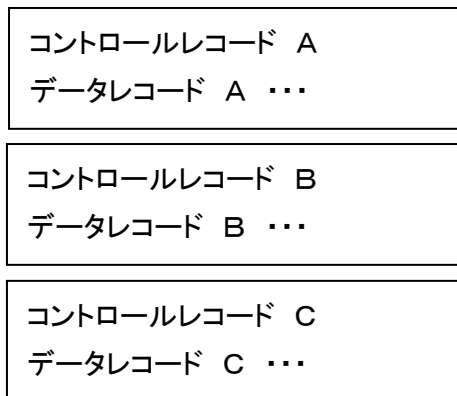 コントロールレコード　Ａ
データレコード　Ａ　･･･
コントロールレコード　Ｂ
データレコード　Ｂ　･･･
コントロールレコード　Ｃ
データレコード　Ｃ　･･･